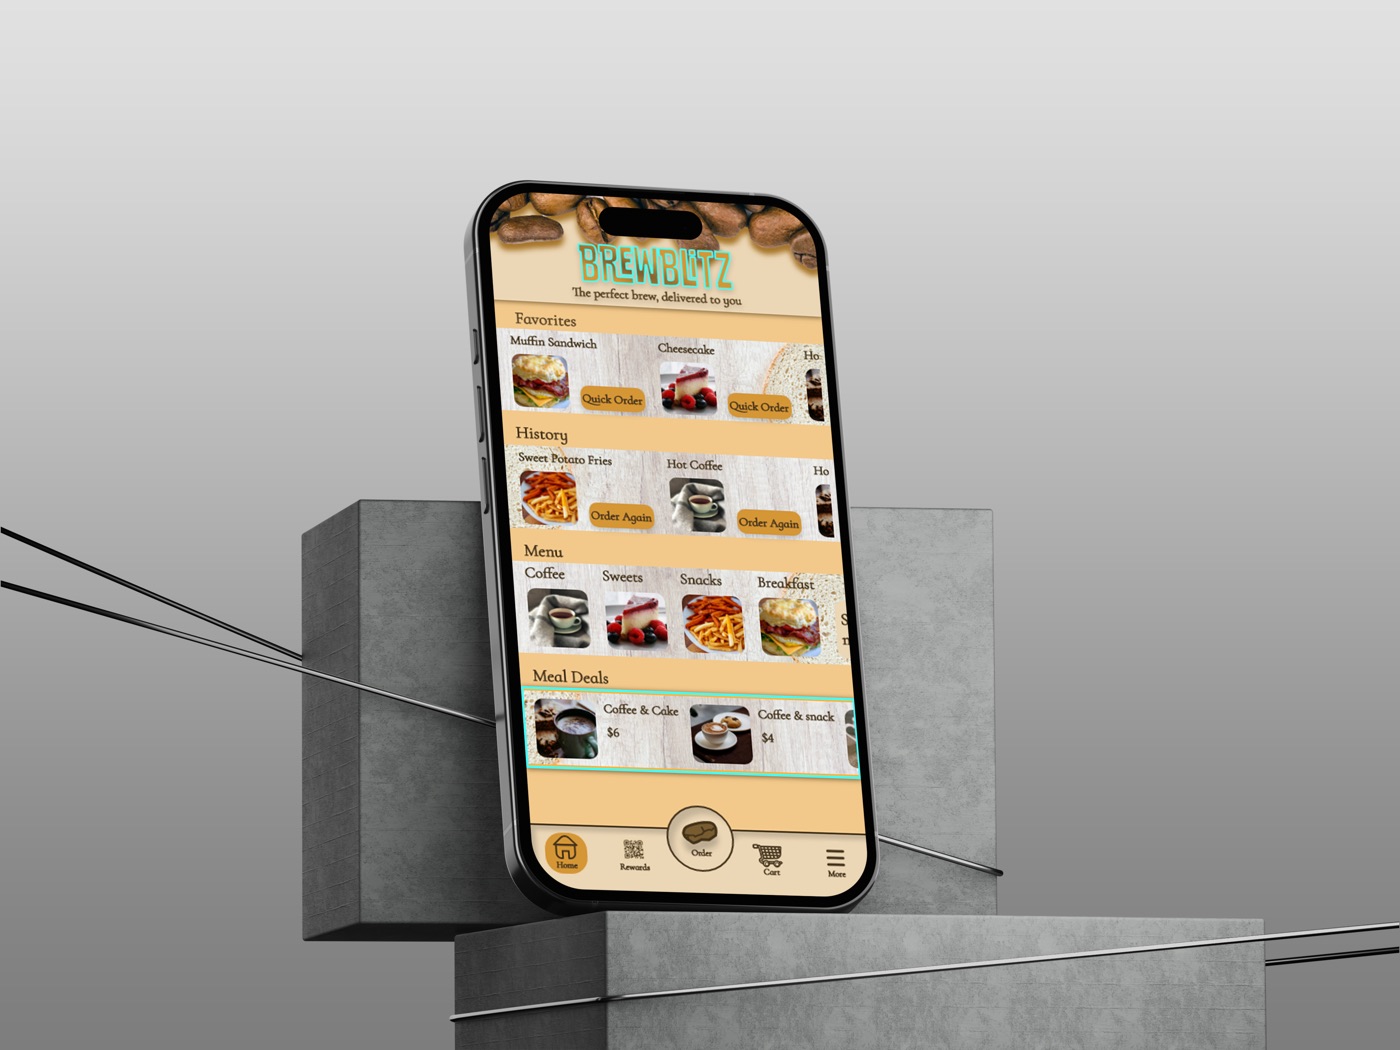 BREWBLITZ
The perfect brew, delivered to you
Favorites
Muffin Sandwich
Cheesecake
Ho
Quick Order
Quick Order
History
Sweet Potato Fries
Hot Coffee
Ho
Order Again
Order Again
Menu
Coffee
Sweets
Snacks
Breakfast
Meal Deals
Coffee & Cake
$6
Coffee & snack
$4
Home
Rewards
Order
Cart
More